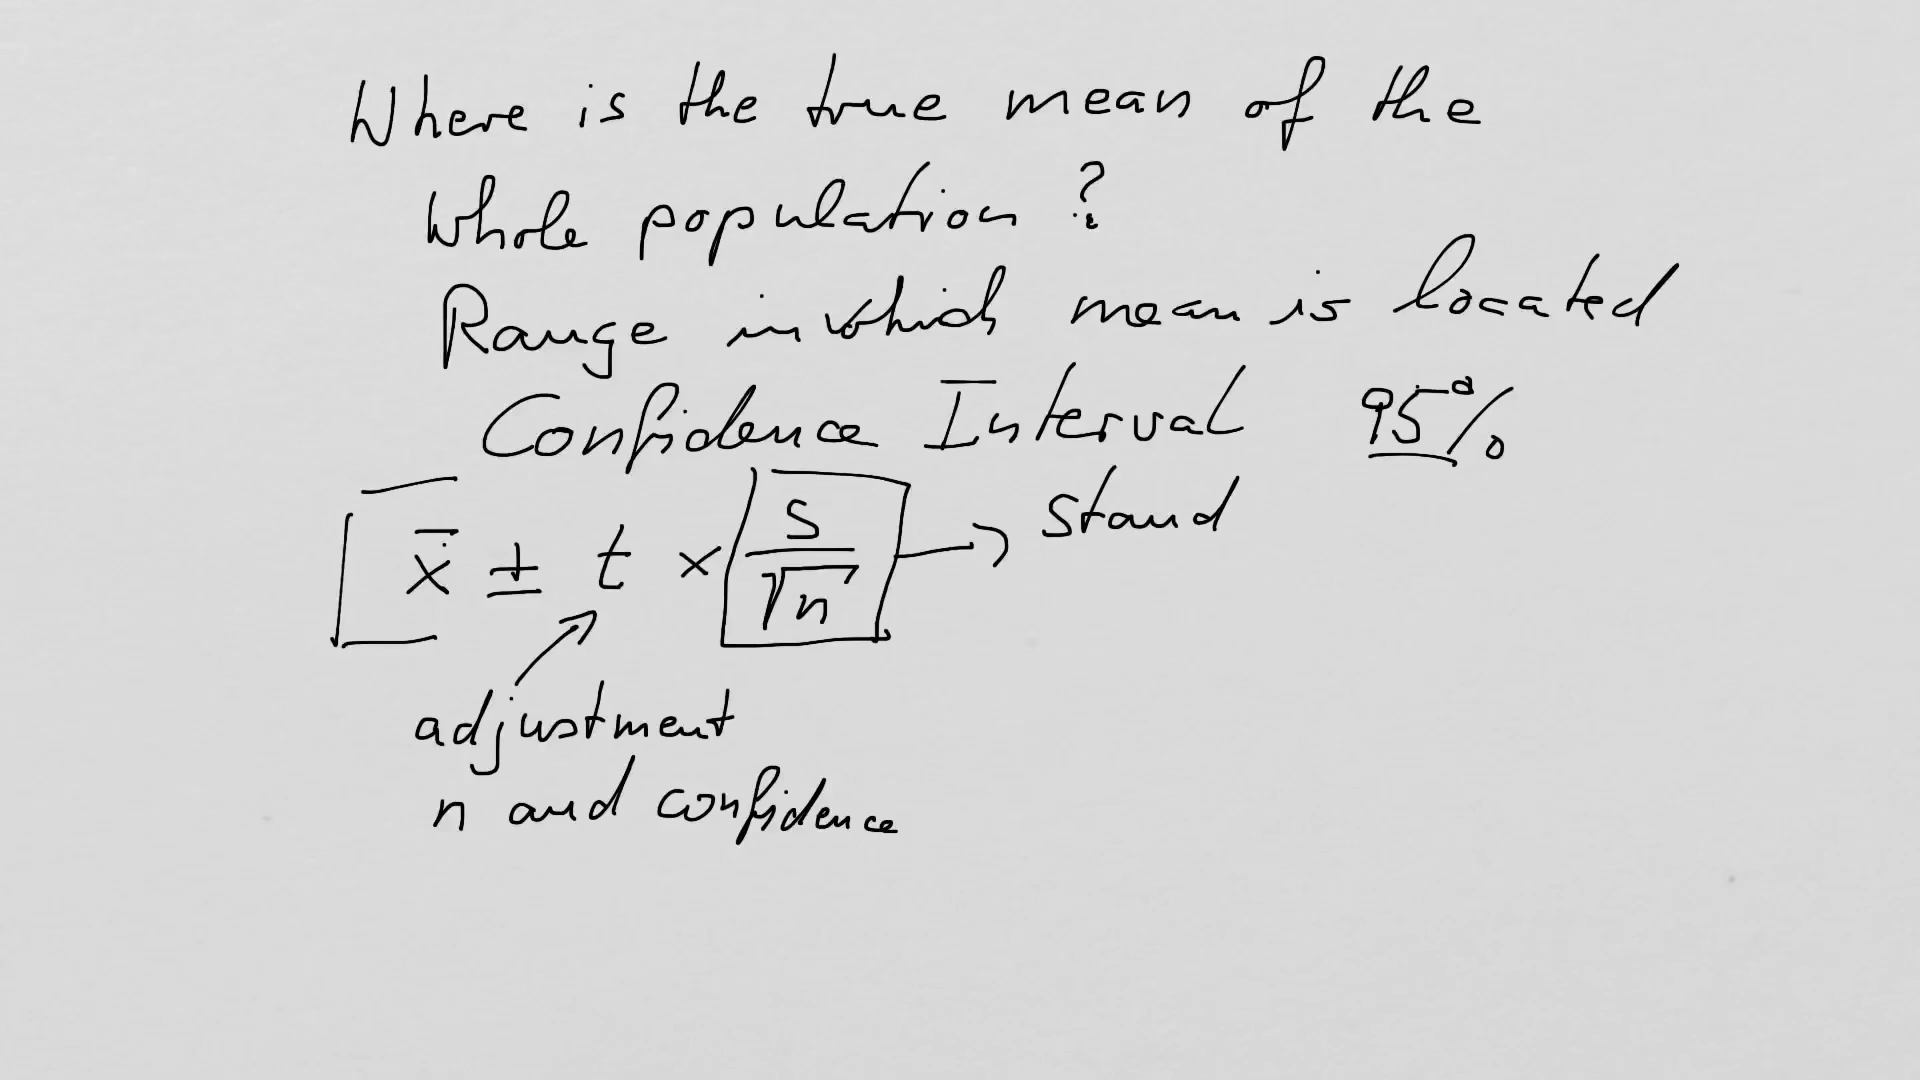 Where is the true mean of the
whole population ?
Range in which mean is located
Confidence Interval 95%
x̄ ± t × s/√n → stand
adjustment
n and confidence